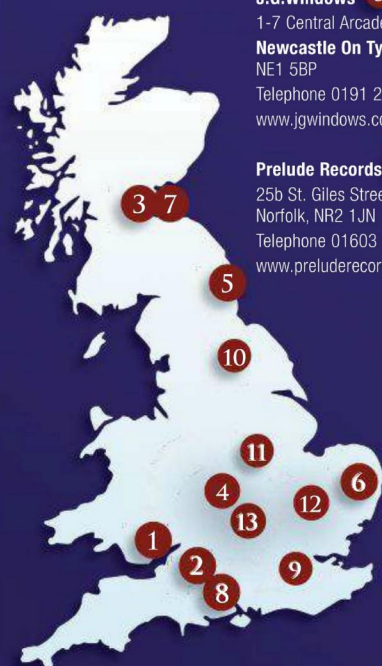 1-7 Central Arcade
Newcastle On Ty
NE1 5BP
Telephone 0191 2
www.jgwindows.co
Prelude Records
25b St. Giles Stree
Norfolk, NR2 1JN
Telephone 01603
www.preluderecor
3 7
5
10
11
6
4
12
13
1
2
9
8